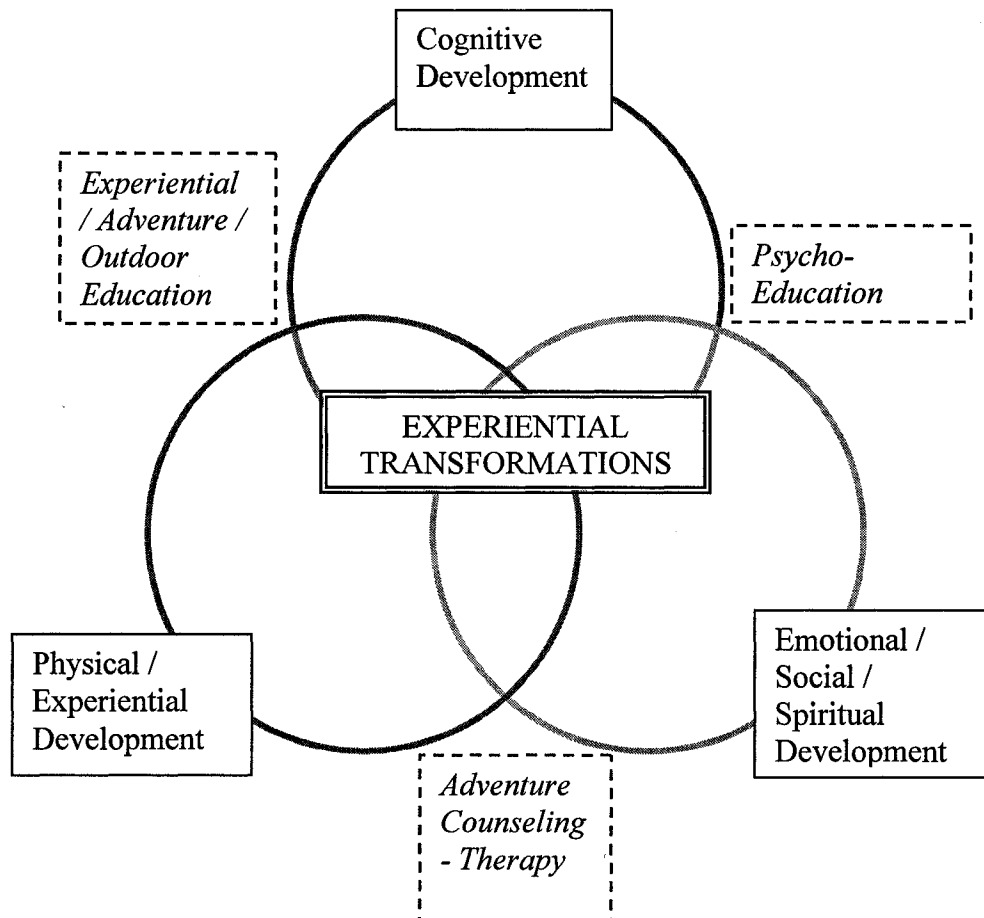 Cognitive
Development
Experiential
/ Adventure /
Outdoor
Education
Psycho-
Education
EXPERIENTIAL
TRANSFORMATIONS
Physical /
Experiential
Development
Emotional /
Social /
Spiritual
Development
Adventure
Counseling
- Therapy